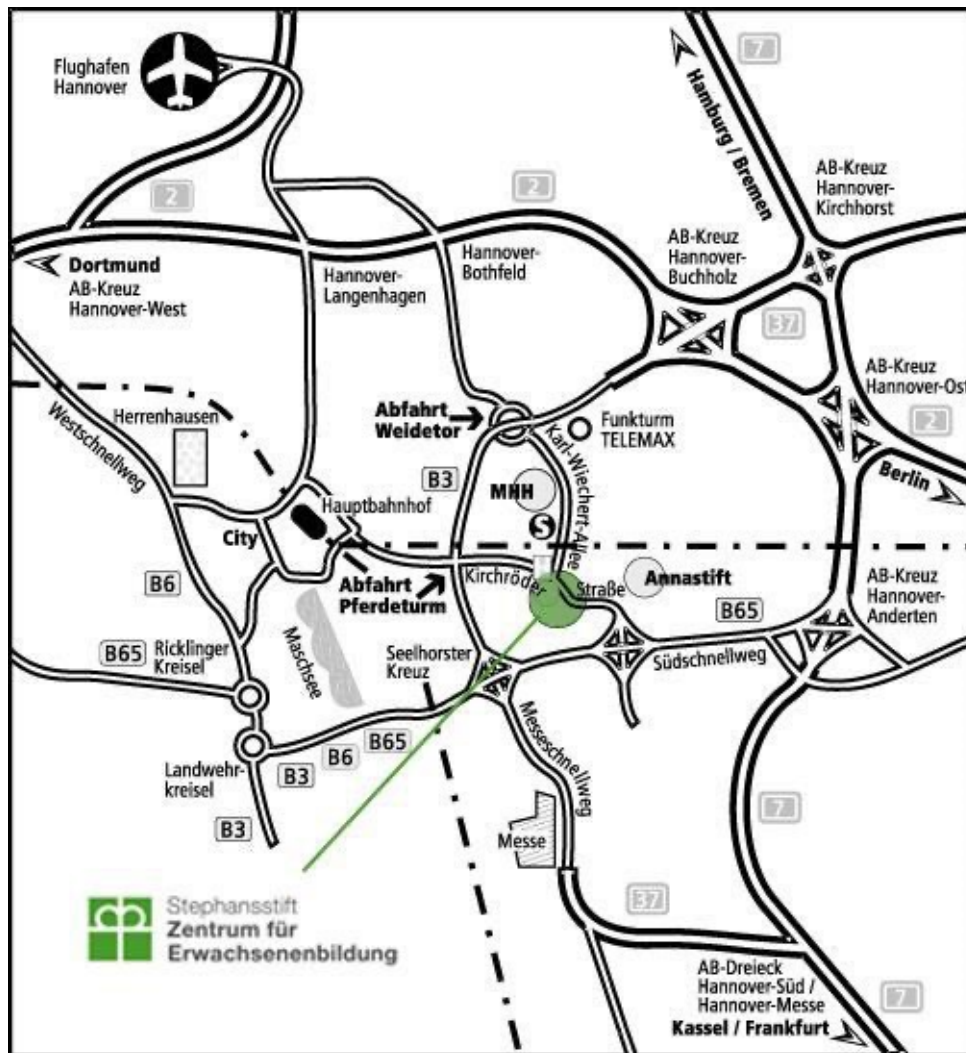 7
Flughafen
Hannover
Hamburg / Bremen
2
2
AB-Kreuz
Hannover-
Kirchhorst
AB-Kreuz
Hannover-
Buchholz
Hannover-
Bothfeld
Dortmund
AB-Kreuz
Hannover-West
Hannover-
Langenhagen
37
AB-Kreuz
Hannover-Ost
2
Berlin
Westschnellweg
Herrenhausen
Abfahrt
Weidetor
Funkturm
TELEMAX
Karl-Wiechert-Allee
B3
MHH
S
Hauptbahnhof
City
Abfahrt
Pferdeturm
Kirchröder
Straße
Annastift
B65
AB-Kreuz
Hannover-
Anderten
B6
B65
Ricklinger
Kreisel
Maschsee
Seelhorster
Kreuz
Südschnellweg
Messeschnellweg
B65
B6
B3
Landwehr-
kreisel
B3
Messe
7
37
Stephansstift
Zentrum für
Erwachsenenbildung
AB-Dreieck
Hannover-Süd /
Hannover-Messe
Kassel / Frankfurt
7